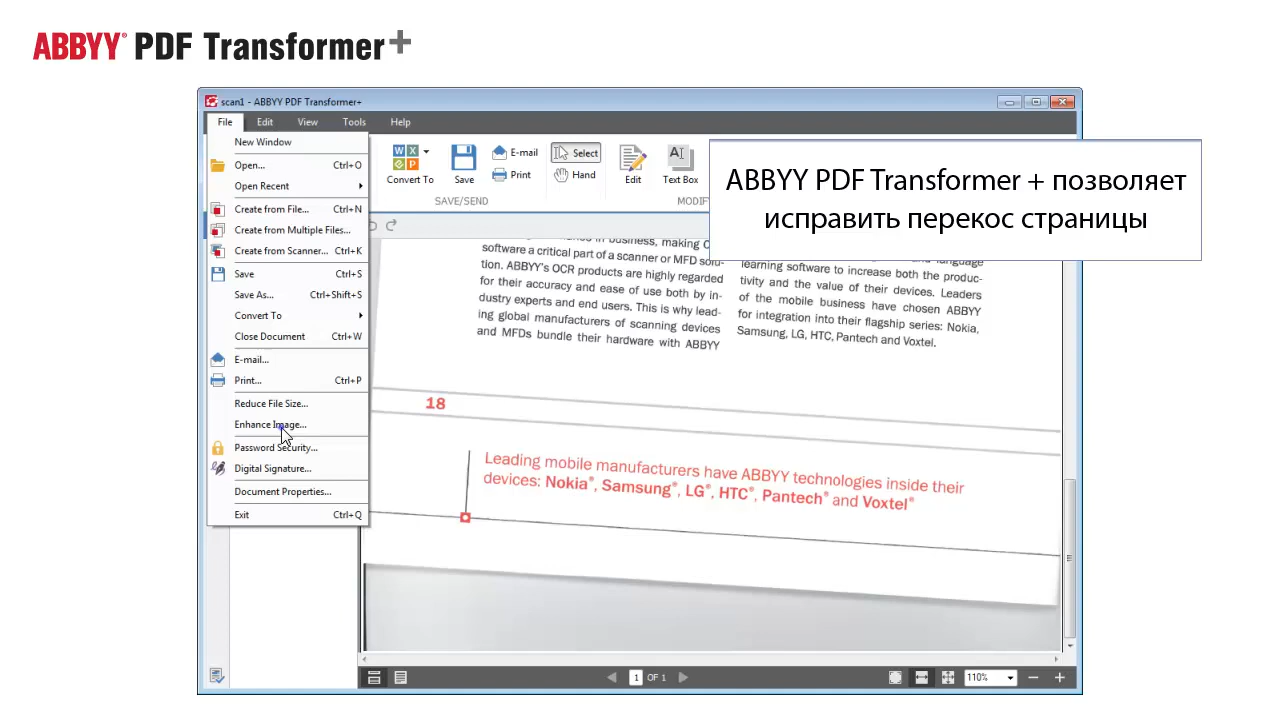 ABBYY® PDF Transformer+
scan1 - ABBYY PDF Transformer+
File Edit View Tools Help
New Window
Open... Ctrl+O
Open Recent
Create from File... Ctrl+N
Create from Multiple Files...
Create from Scanner... Ctrl+K
Save Ctrl+S
Save As... Ctrl+Shift+S
Convert To
Close Document Ctrl+W
E-mail...
Print... Ctrl+P
Reduce File Size...
Enhance Image...
Password Security...
Digital Signature...
Document Properties...
Exit Ctrl+Q
W X
P
Convert To
Save
E-mail
Print
SAVE/SEND
Select
Hand
Edit
AI
Text Box
MODIF
ABBYY PDF Transformer + позволяет
исправить перекос страницы
in business, making
software a critical part of a scanner or MFD solu-
tion. ABBYY's OCR products are highly regarded
for their accuracy and ease of use both by in-
dustry experts and end users. This is why lead-
ing global manufacturers of scanning devices
and MFDs bundle their hardware with ABBYY
and language
learning software to increase both the produc-
tivity and the value of their devices. Leaders
of the mobile business have chosen ABBYY
for integration into their flagship series: Nokia,
Samsung, LG, HTC, Pantech and Voxtel.
18
Leading mobile manufacturers have ABBYY technologies inside their
devices: Nokia®, Samsung®, LG®, HTC®, Pantech® and Voxtel®
1 OF 1
110%